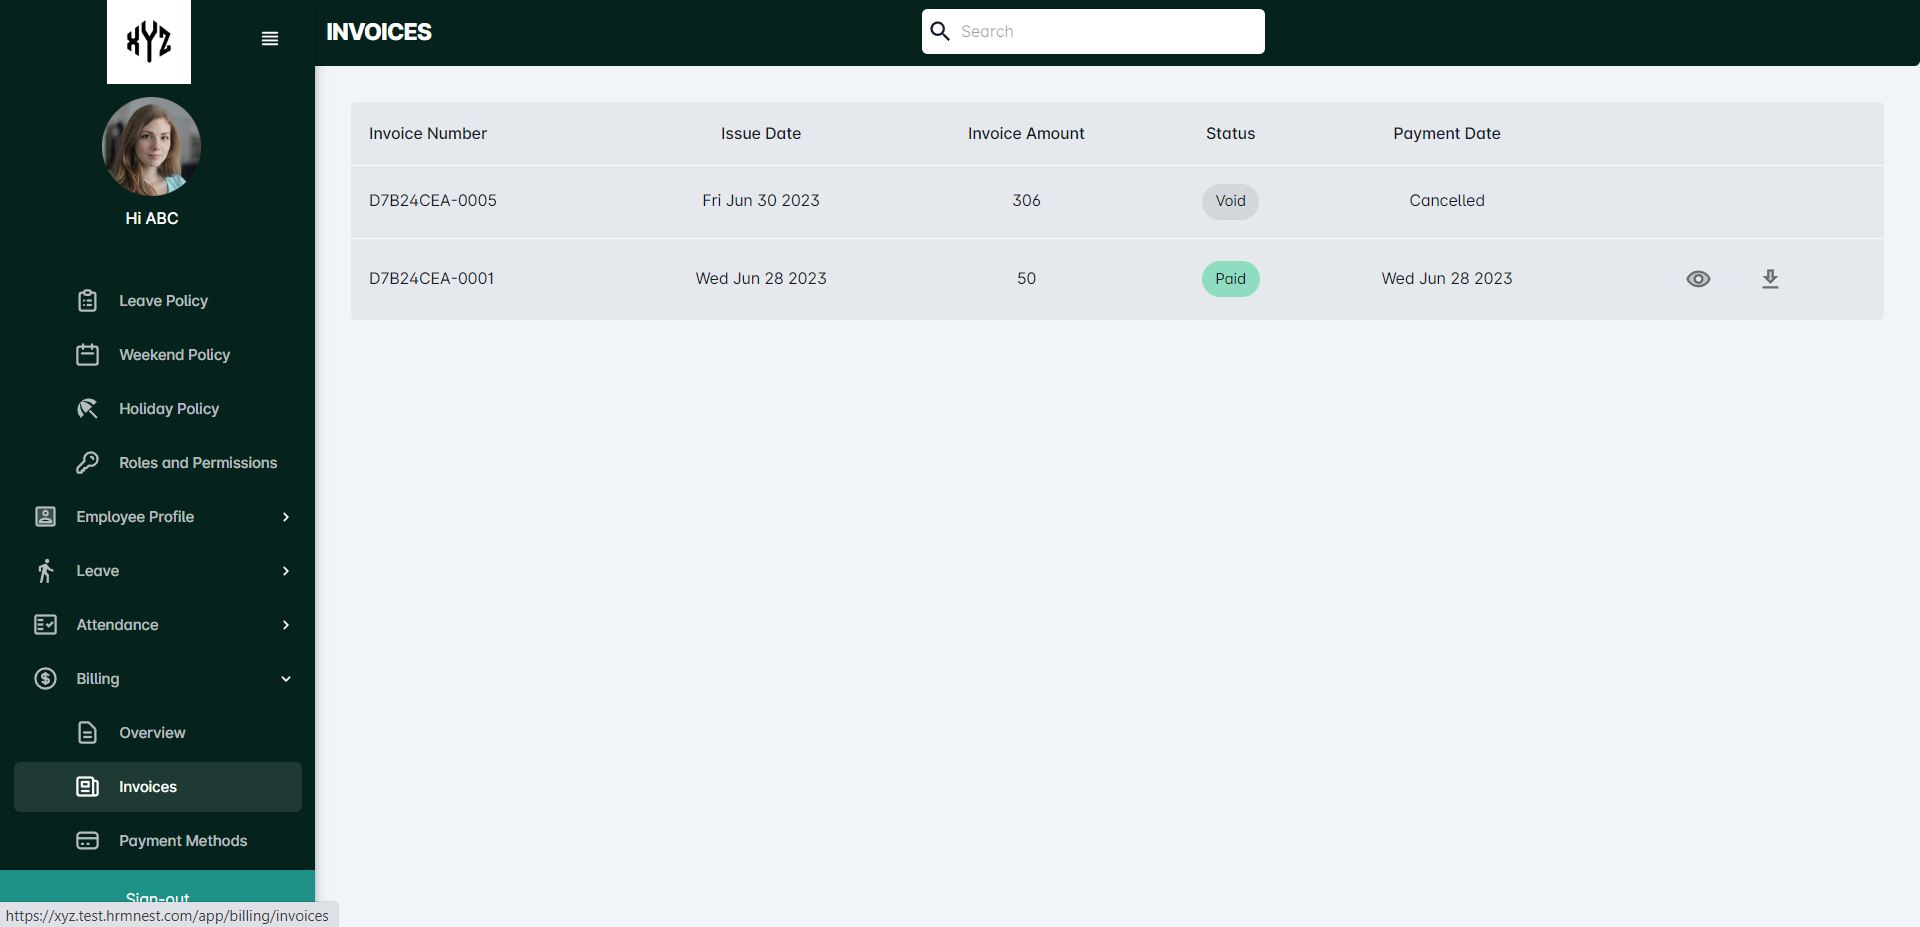 XYZ
INVOICES
Search
Hi ABC
Leave Policy
Weekend Policy
Holiday Policy
Roles and Permissions
Employee Profile
Leave
Attendance
Billing
Overview
Invoices
Payment Methods
Sign-out
https://xyz.test.hrmnest.com/app/billing/invoices
Invoice Number Issue Date Invoice Amount Status Payment Date
D7B24CEA-0005 Fri Jun 30 2023 306 Void Cancelled
D7B24CEA-0001 Wed Jun 28 2023 50 Paid Wed Jun 28 2023